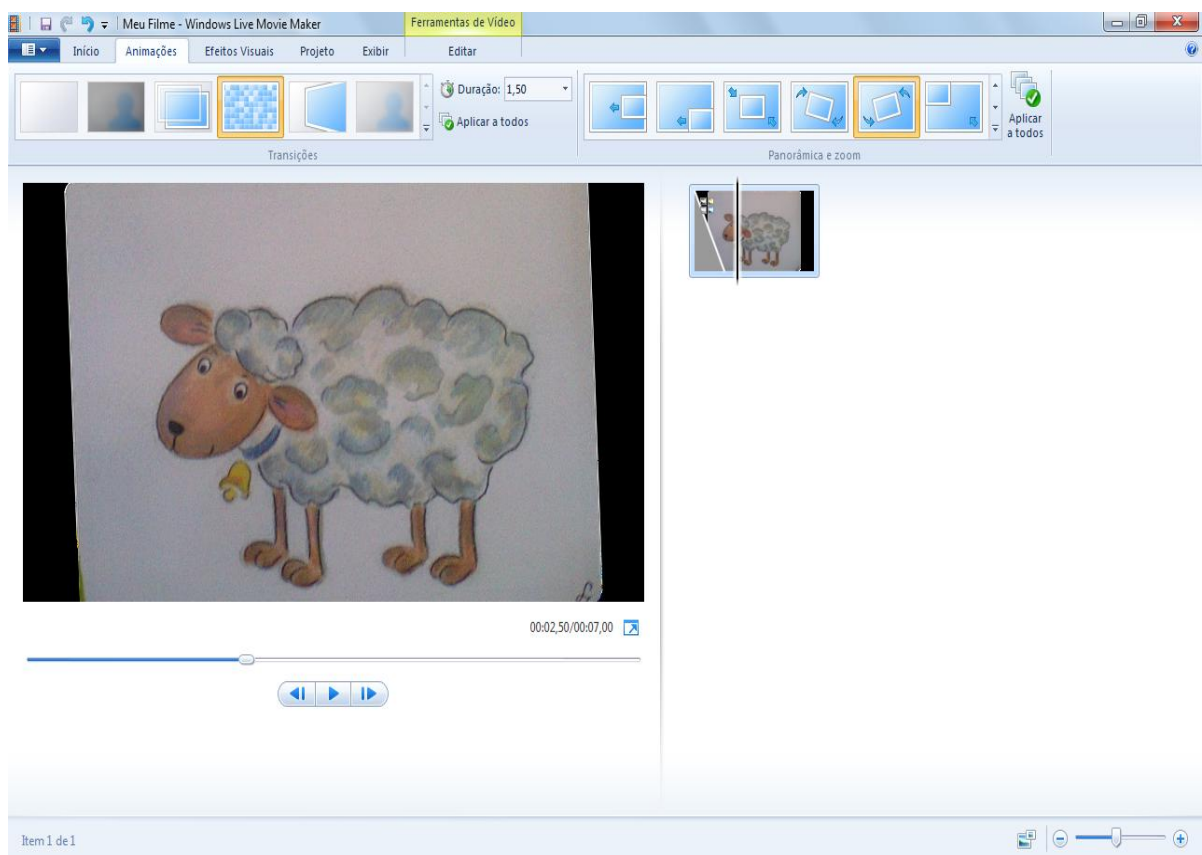 Meu Filme - Windows Live Movie Maker
Ferramentas de Vídeo
Início
Animações
Efeitos Visuais
Projeto
Exibir
Editar
Duração: 1,50
Aplicar a todos
Transições
Panorâmica e zoom
Aplicar
a todos
00:02,50/00:07,00
Item 1 de 1